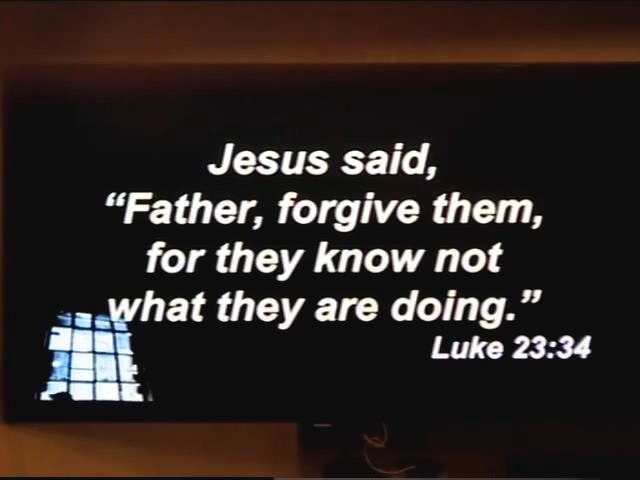 Jesus said,
“Father, forgive them,
for they know not
what they are doing.”
Luke 23:34